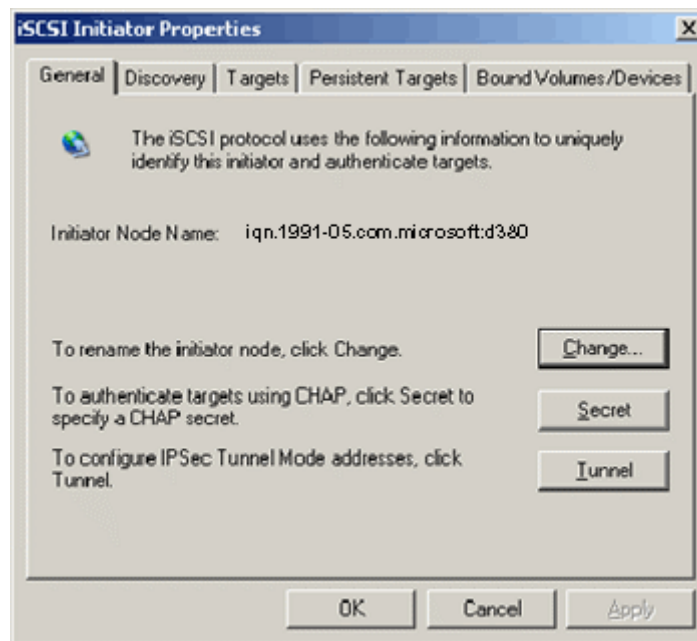 iSCSI Initiator Properties
General Discovery Targets Persistent Targets Bound Volumes/Devices
The iSCSI protocol uses the following information to uniquely
identify this initiator and authenticate targets.
Initiator Node Name: iqn.1991-05.com.microsoft:d380
To rename the initiator node, click Change.
Change...
To authenticate targets using CHAP, click Secret to
specify a CHAP secret.
Secret
To configure IPSec Tunnel Mode addresses, click
Tunnel.
Tunnel
OK Cancel Apply